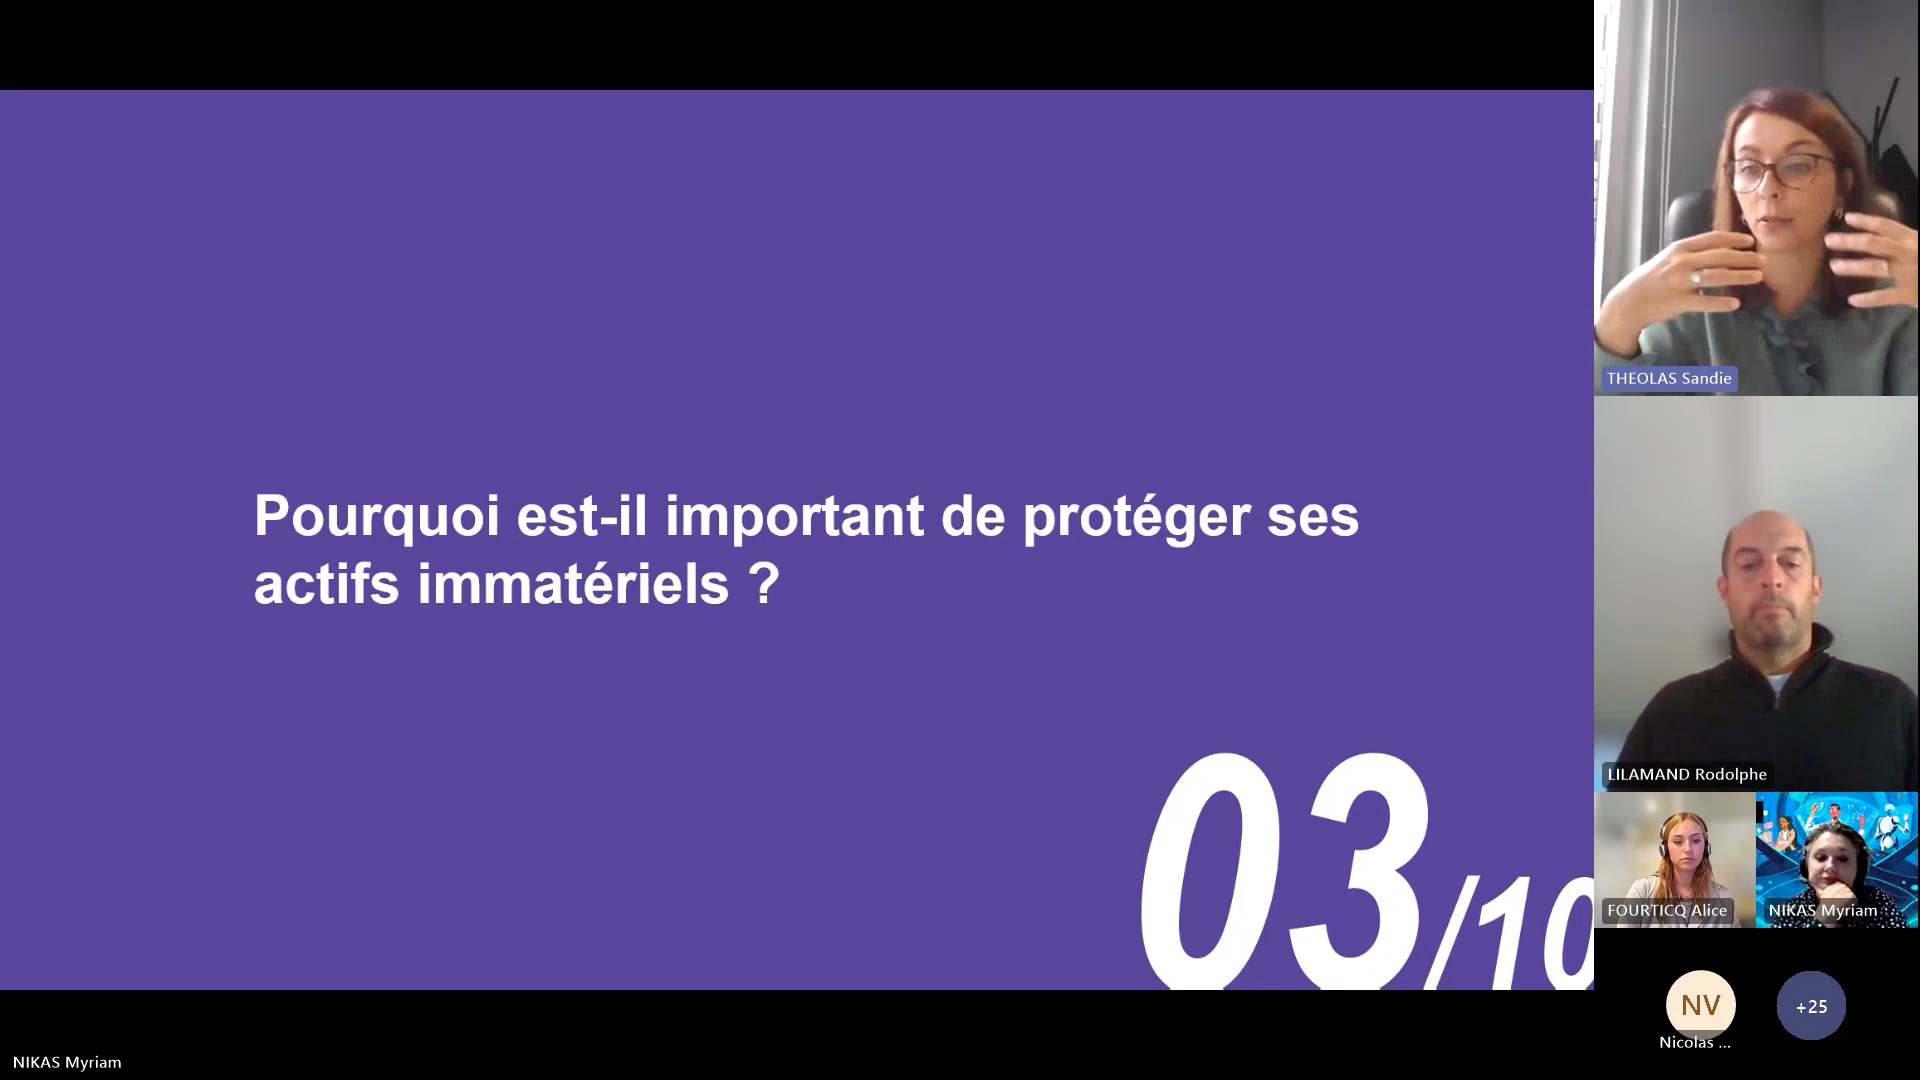 Pourquoi est-il important de protéger ses
actifs immatériels ?
03/10
THEOLAS Sandie
LILAMAND Rodolphe
FOURTICQ Alice
NIKAS Myriam
NV
+25
Nicolas ...
NIKAS Myriam